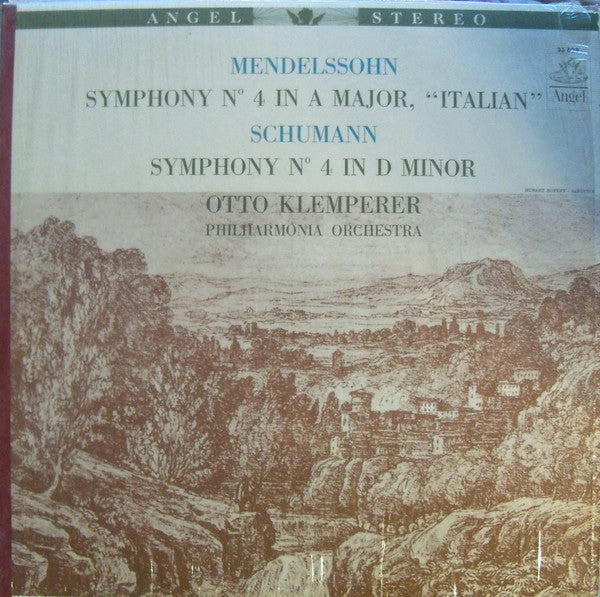 ANGEL STEREO
MENDELSSOHN
SYMPHONY Nº 4 IN A MAJOR, “ITALIAN”
Angel
SCHUMANN
SYMPHONY Nº 4 IN D MINOR
OTTO KLEMPERER
PHILHARMONIA ORCHESTRA